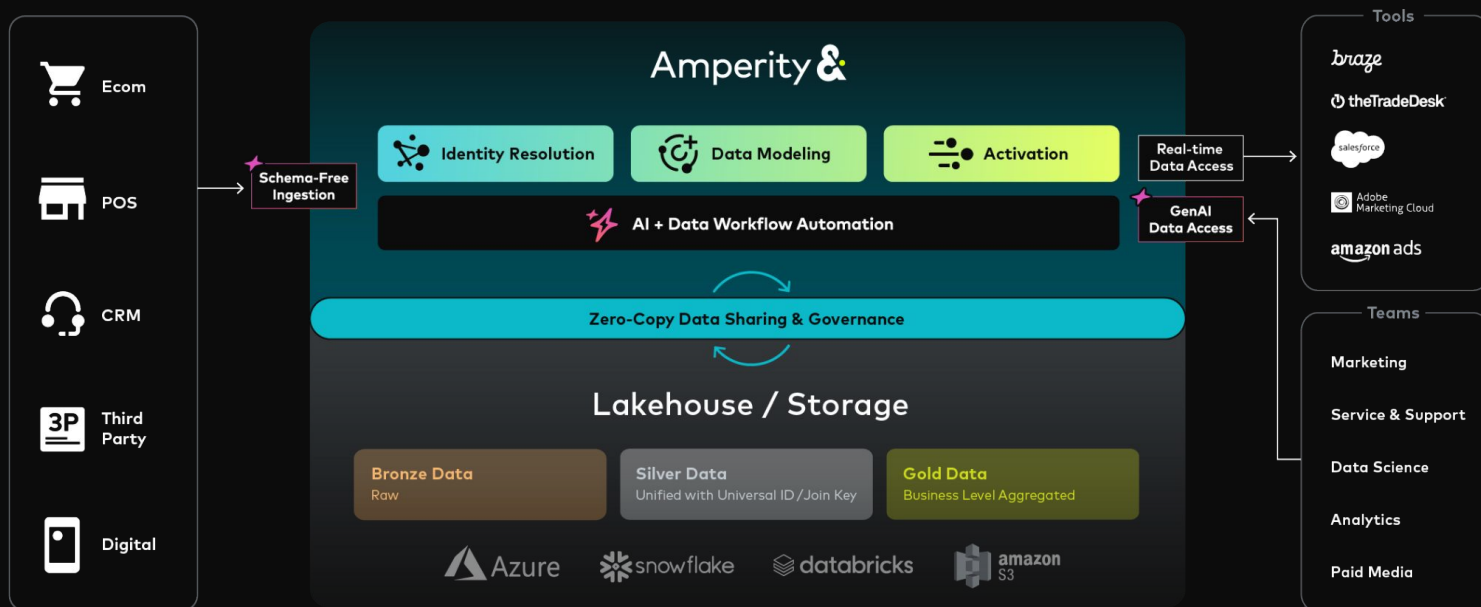 Ecom
POS
CRM
3P
Third
Party
Digital
Schema-Free
Ingestion
Amperity &
Identity Resolution
Data Modeling
Activation
AI + Data Workflow Automation
Real-time
Data Access
GenAI
Data Access
Zero-Copy Data Sharing & Governance
Lakehouse / Storage
Bronze Data
Raw
Silver Data
Unified with Universal ID/Join Key
Gold Data
Business Level Aggregated
Azure
snowflake
databricks
amazon
S3
Tools
braze
theTradeDesk
salesforce
Adobe
Marketing Cloud
amazon ads
Teams
Marketing
Service & Support
Data Science
Analytics
Paid Media